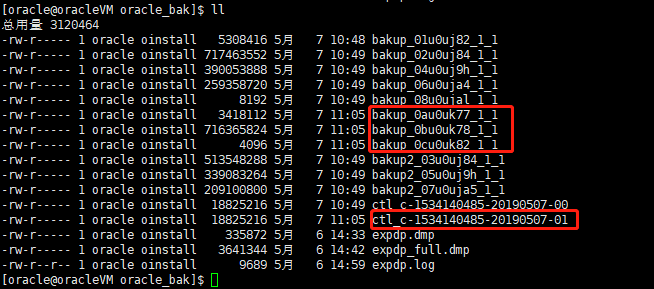 [oracle@oracleVM oracle_bak]$ ll
总用量 3120464
-rw-r----- 1 oracle oinstall   5308416 5月   7 10:48 bakup_01u0uj82_1_1
-rw-r----- 1 oracle oinstall 717463552 5月   7 10:49 bakup_02u0uj84_1_1
-rw-r----- 1 oracle oinstall 390053888 5月   7 10:49 bakup_04u0uj9h_1_1
-rw-r----- 1 oracle oinstall 259358720 5月   7 10:49 bakup_06u0uja4_1_1
-rw-r----- 1 oracle oinstall      8192 5月   7 10:49 bakup_08u0ujal_1_1
-rw-r----- 1 oracle oinstall   3418112 5月   7 11:05 bakup_0au0uk77_1_1
-rw-r----- 1 oracle oinstall 716365824 5月   7 11:05 bakup_0bu0uk78_1_1
-rw-r----- 1 oracle oinstall      4096 5月   7 11:05 bakup_0cu0uk82_1_1
-rw-r----- 1 oracle oinstall 513548288 5月   7 10:49 bakup2_03u0uj84_1_1
-rw-r----- 1 oracle oinstall 339083264 5月   7 10:49 bakup2_05u0uj9h_1_1
-rw-r----- 1 oracle oinstall 209100800 5月   7 10:49 bakup2_07u0uja5_1_1
-rw-r----- 1 oracle oinstall  18825216 5月   7 10:49 ctl_c-1534140485-20190507-00
-rw-r----- 1 oracle oinstall  18825216 5月   7 11:05 ctl_c-1534140485-20190507-01
-rw-r----- 1 oracle oinstall    335872 5月   6 14:33 expdp.dmp
-rw-r----- 1 oracle oinstall   3641344 5月   6 14:42 expdp_full.dmp
-rw-r--r-- 1 oracle oinstall      9689 5月   6 14:59 expdp.log
[oracle@oracleVM oracle_bak]$